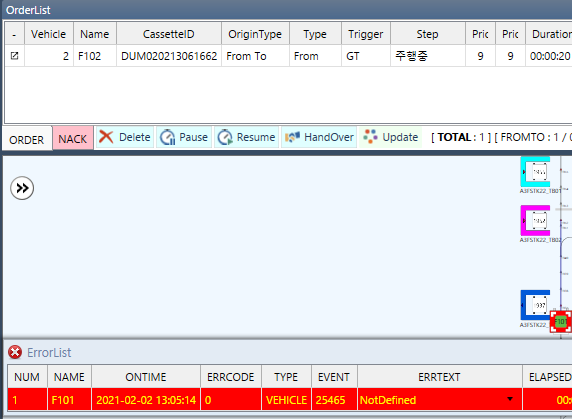 OrderList
- Vehicle Name CassetteID OriginType Type Trigger Step Pric Pric Duration
2 F102 DUM020213061662 From To From GT 주행중 9 9 00:00:20
ORDER NACK Delete Pause Resume HandOver Update [ TOTAL : 1 ] [ FROMTO : 1 / 0
A3FSTK22_TB01
A3FSTK22_TB02
F101
A3FSTK22_
ErrorList
NUM NAME ONTIME ERRCODE TYPE EVENT ERRTEXT ELAPSED
1 F101 2021-02-02 13:05:14 0 VEHICLE 25465 NotDefined 00: